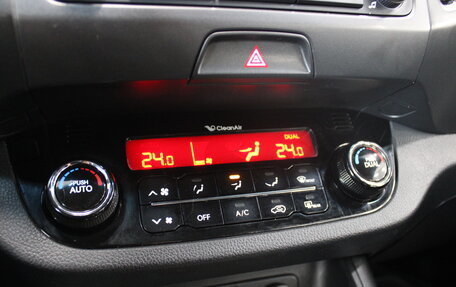 CleanAir
DUAL
24.0 24.0
PUSH
AUTO
DUAL
OFF A/C